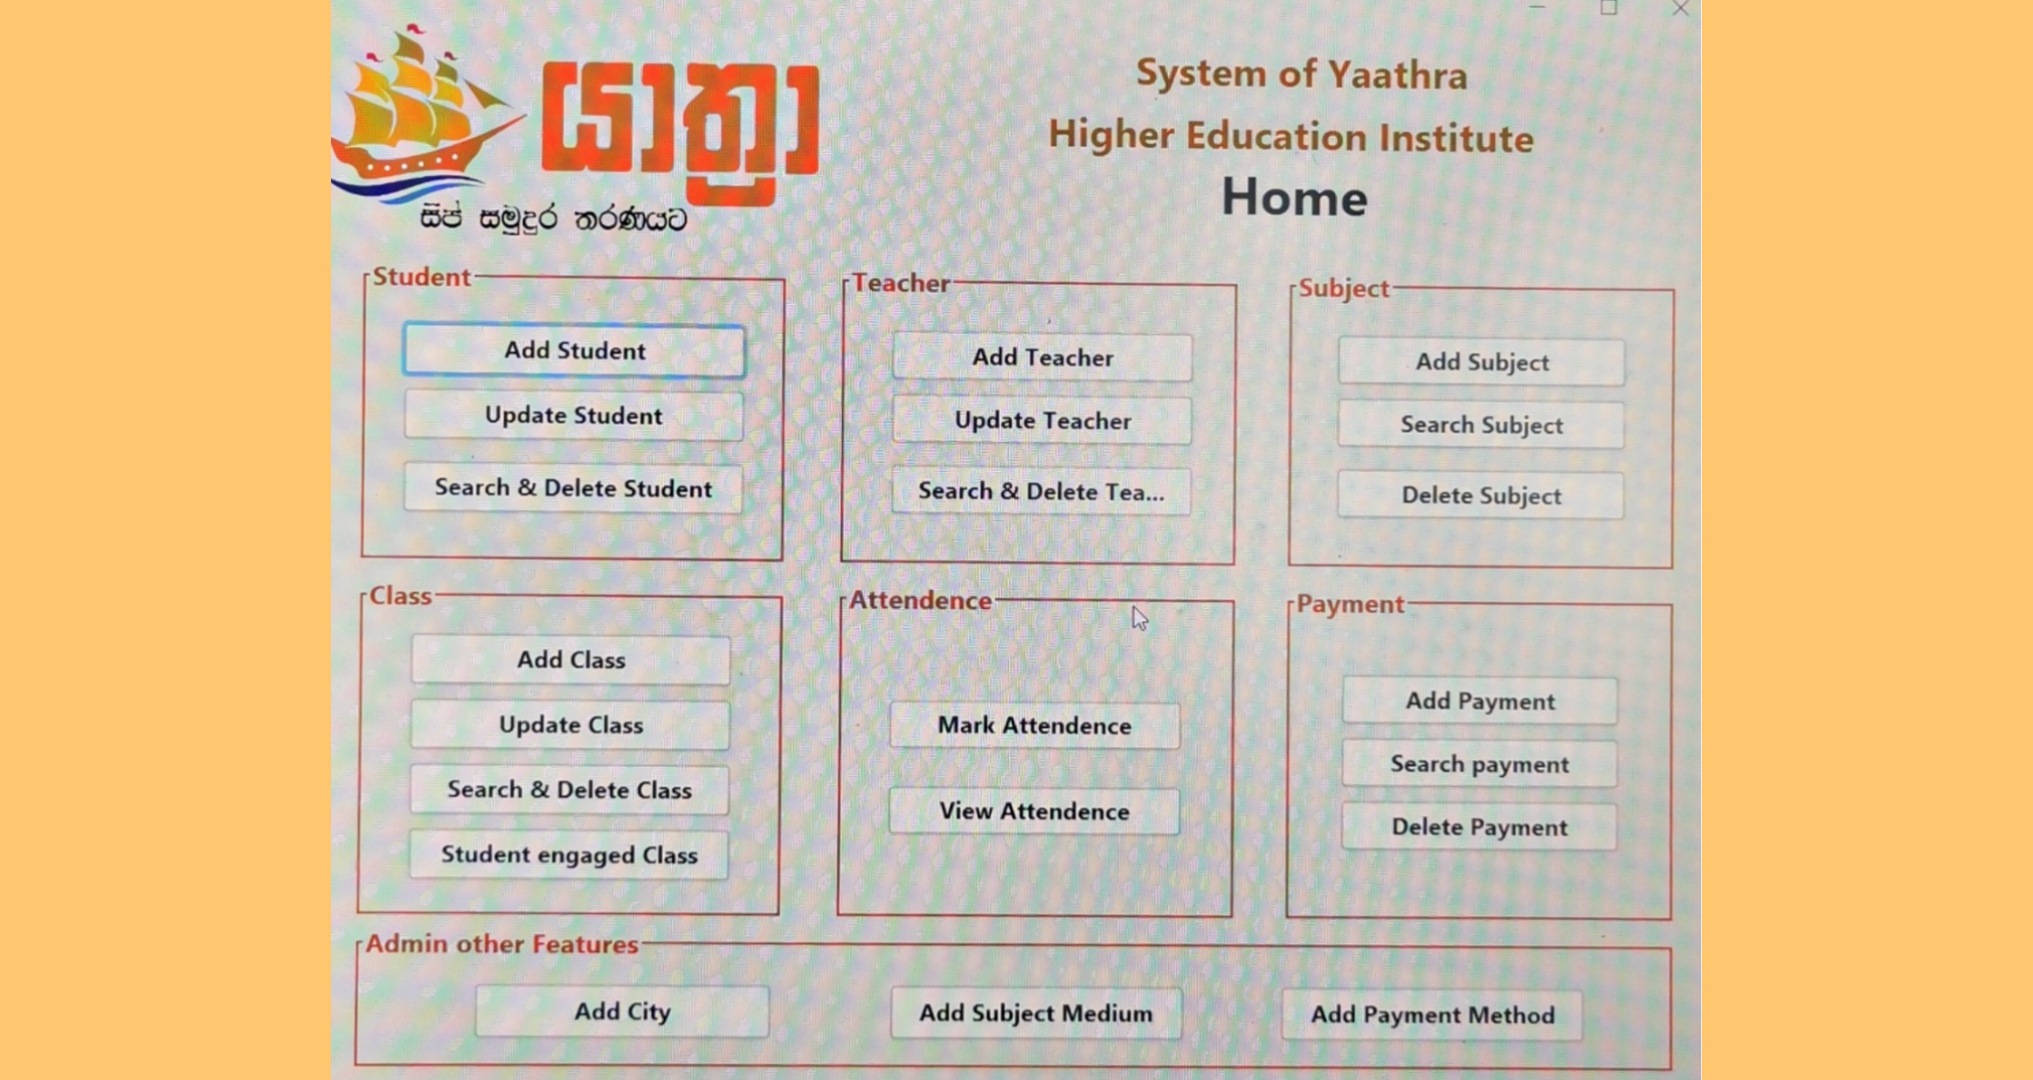 යාත්‍රා
සිප් සමුදුර තරණයට
System of Yaathra
Higher Education Institute
Home
Student
Add Student
Update Student
Search & Delete Student
Teacher
Add Teacher
Update Teacher
Search & Delete Tea...
Subject
Add Subject
Search Subject
Delete Subject
Class
Add Class
Update Class
Search & Delete Class
Student engaged Class
Attendence
Mark Attendence
View Attendence
Payment
Add Payment
Search payment
Delete Payment
Admin other Features
Add City
Add Subject Medium
Add Payment Method